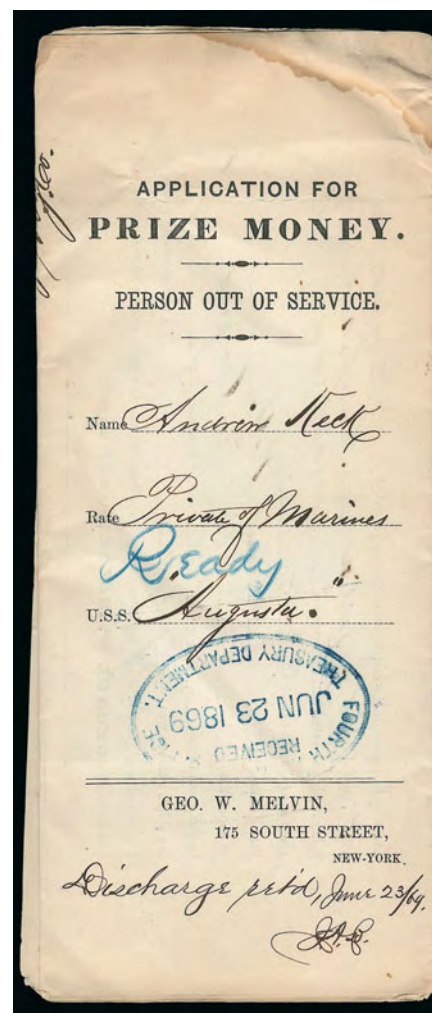 APPLICATION FOR
PRIZE MONEY.
PERSON OUT OF SERVICE.
Name Andrew Keck
Rate Private of Marines
Ready
U.S.S. "Augusta."
FOURTH
TREASURY DEPARTMENT.
JUN 23 1869
RECEIVED
GEO. W. MELVIN,
175 SOUTH STREET,
NEW-YORK.
Discharge ret'd, June 23/69.